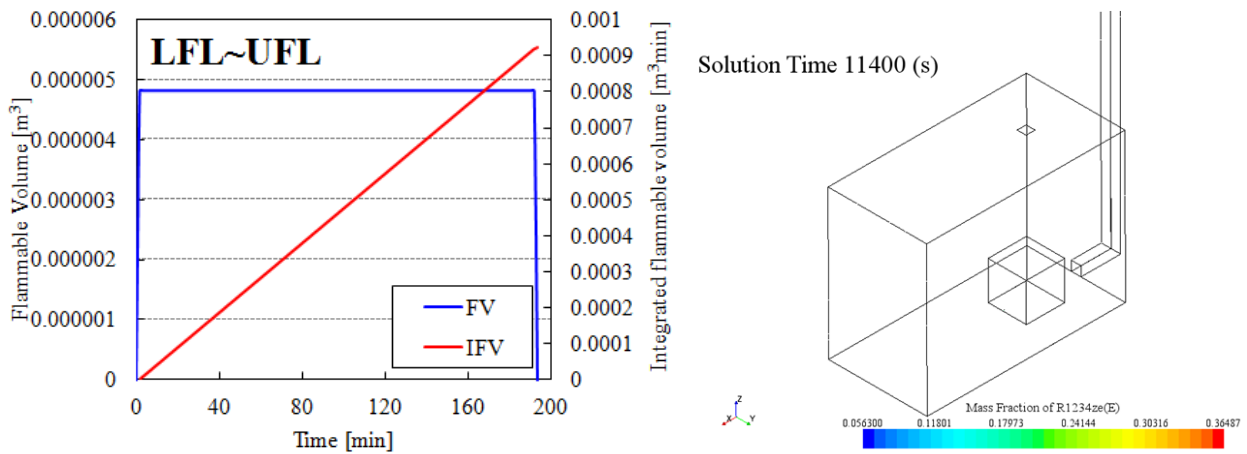 LFL~UFL
Flammable Volume [m³]
0.000006
0.000005
0.000004
0.000003
0.000002
0.000001
0
0 40 80 120 160 200
Time [min]
FV
IFV
0.001
0.0009
0.0008
0.0007
0.0006
0.0005
0.0004
0.0003
0.0002
0.0001
0
Integrated flammable volume [m³min]
Solution Time 11400 (s)
Z
X Y
Mass Fraction of R1234ze(E)
0.056300 0.11801 0.17973 0.24144 0.30316 0.36487